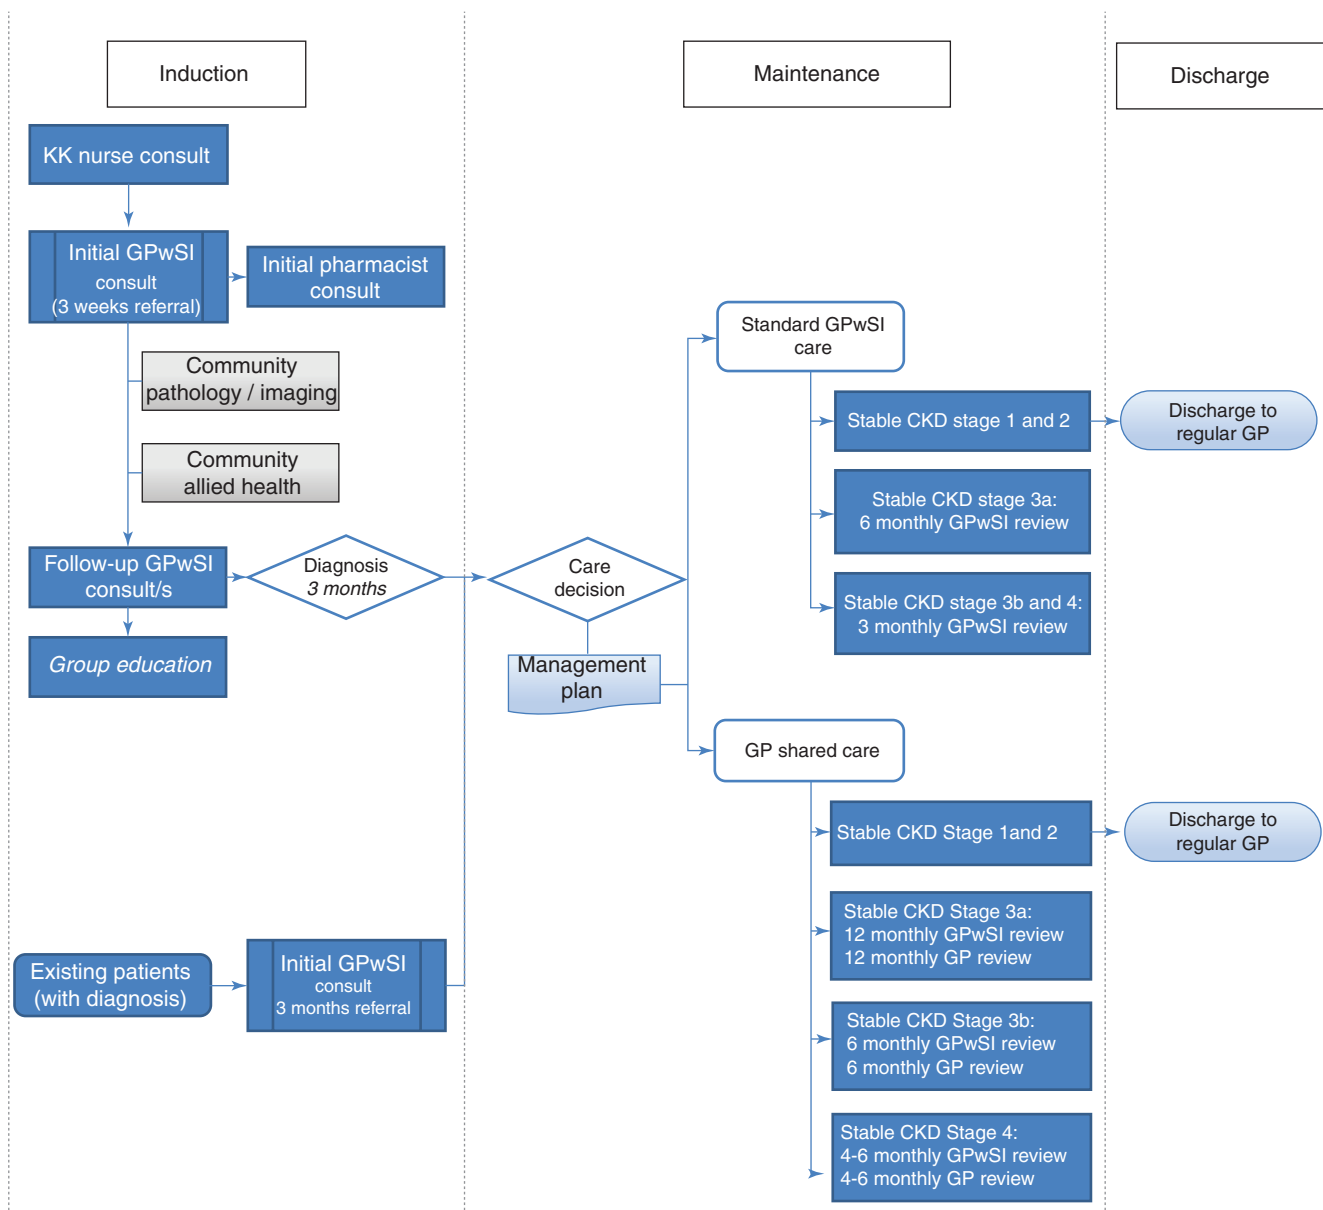 Induction
Maintenance
Discharge
KK nurse consult
Initial GPwSI
consult
(3 weeks referral)
Initial pharmacist
consult
Community
pathology / imaging
Community
allied health
Follow-up GPwSI
consult/s
Diagnosis
3 months
Group education
Existing patients
(with diagnosis)
Initial GPwSI
consult
3 months referral
Care
decision
Management
plan
Standard GPwSI
care
Stable CKD stage 1 and 2
Discharge to
regular GP
Stable CKD stage 3a:
6 monthly GPwSI review
Stable CKD stage 3b and 4:
3 monthly GPwSI review
GP shared care
Stable CKD Stage 1and 2
Discharge to
regular GP
Stable CKD Stage 3a:
12 monthly GPwSI review
12 monthly GP review
Stable CKD Stage 3b:
6 monthly GPwSI review
6 monthly GP review
Stable CKD Stage 4:
4-6 monthly GPwSI review
4-6 monthly GP review